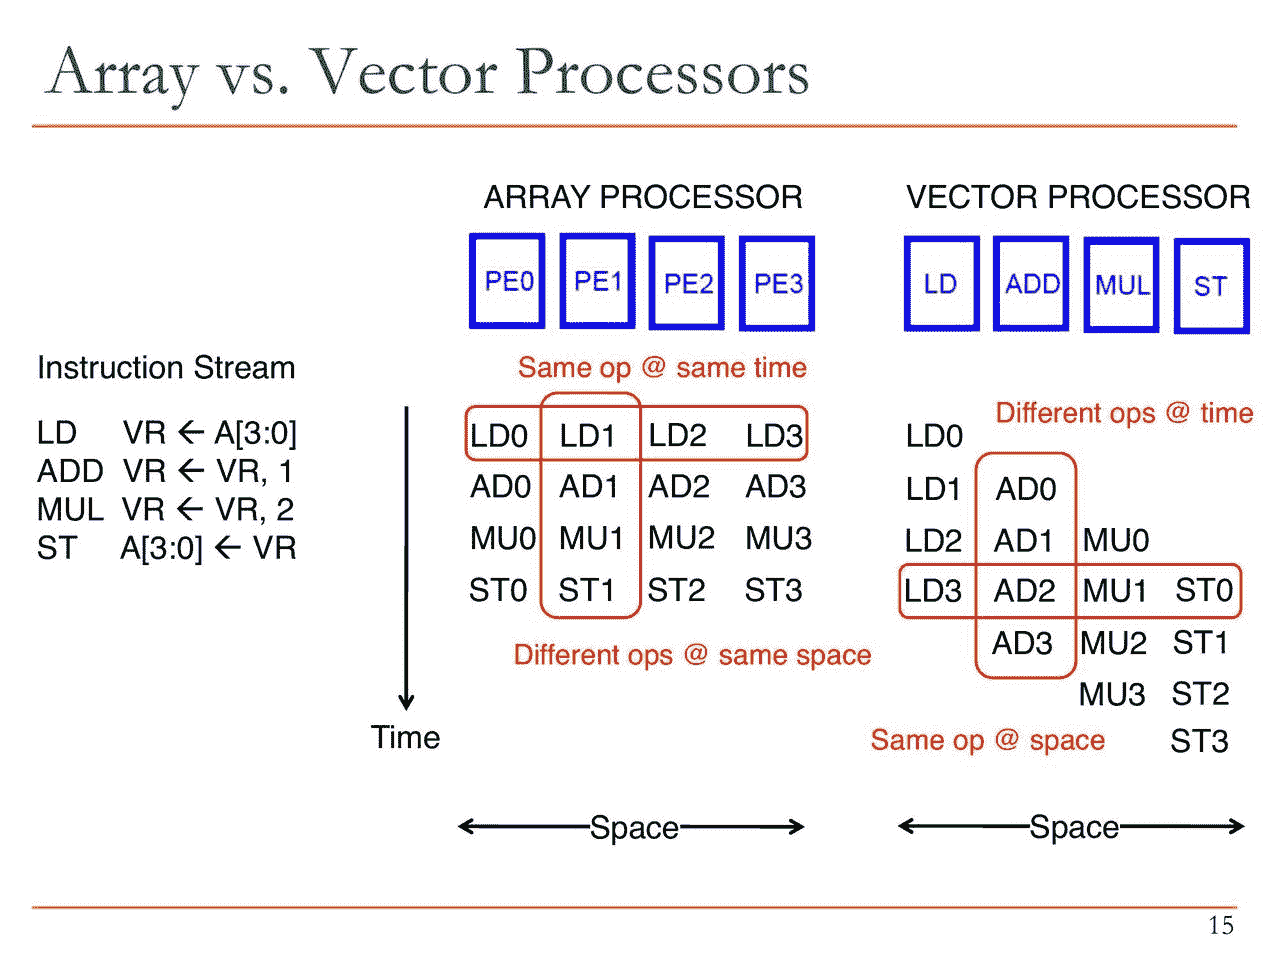 Array vs. Vector Processors
ARRAY PROCESSOR
VECTOR PROCESSOR
PE0 PE1 PE2 PE3
LD ADD MUL ST
Instruction Stream
LD VR ← A[3:0]
ADD VR ← VR, 1
MUL VR ← VR, 2
ST A[3:0] ← VR
Time
Same op @ same time
LD0 LD1 LD2 LD3
AD0 AD1 AD2 AD3
MU0 MU1 MU2 MU3
ST0 ST1 ST2 ST3
Different ops @ same space
Space
Different ops @ time
LD0
LD1 AD0
LD2 AD1 MU0
LD3 AD2 MU1 ST0
AD3 MU2 ST1
MU3 ST2
Same op @ space
ST3
Space
15